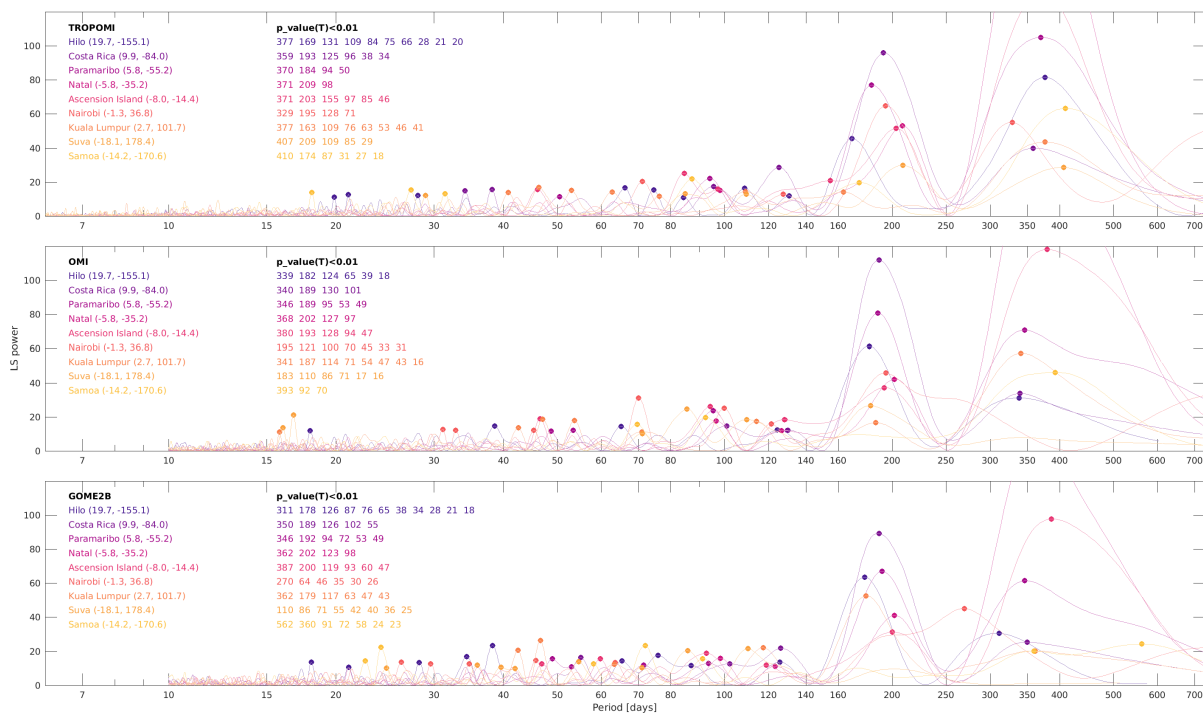 TROPOMI p_value(T)<0.01
Hilo (19.7, -155.1) 377 169 131 109 84 75 66 28 21 20
Costa Rica (9.9, -84.0) 359 193 125 96 38 34
Paramaribo (5.8, -55.2) 370 184 94 50
Natal (-5.8, -35.2) 371 209 98
Ascension Island (-8.0, -14.4) 371 203 155 97 85 46
Nairobi (-1.3, 36.8) 329 195 128 71
Kuala Lumpur (2.7, 101.7) 377 163 109 76 63 53 46 41
Suva (-18.1, 178.4) 407 209 109 85 29
Samoa (-14.2, -170.6) 410 174 87 31 27 18
100
80
60
40
20
0
7 10 15 20 30 40 50 60 80 100 120 140 160 200 250 300 350 400 500 600 700
OMI p_value(T)<0.01
Hilo (19.7, -155.1) 339 182 124 65 39 18
Costa Rica (9.9, -84.0) 340 189 130 101
Paramaribo (5.8, -55.2) 346 189 95 53 49
Natal (-5.8, -35.2) 368 202 127 97
Ascension Island (-8.0, -14.4) 380 193 128 94 47
Nairobi (-1.3, 36.8) 195 121 100 70 45 33 31
Kuala Lumpur (2.7, 101.7) 341 187 114 71 54 47 43 16
Suva (-18.1, 178.4) 183 110 86 71 17 16
Samoa (-14.2, -170.6) 393 92 70
100
80
60
40
20
0
LS power
7 10 15 20 30 40 50 60 80 100 120 140 160 200 250 300 350 400 500 600 700
GOME2B p_value(T)<0.01
Hilo (19.7, -155.1) 311 178 126 87 76 65 38 34 28 21 18
Costa Rica (9.9, -84.0) 350 189 126 102 55
Paramaribo (5.8, -55.2) 346 192 94 72 53 49
Natal (-5.8, -35.2) 362 202 123 98
Ascension Island (-8.0, -14.4) 387 200 119 93 60 47
Nairobi (-1.3, 36.8) 270 64 46 35 30 26
Kuala Lumpur (2.7, 101.7) 362 179 117 63 47 43
Suva (-18.1, 178.4) 110 86 71 55 42 40 36 25
Samoa (-14.2, -170.6) 562 360 91 72 58 24 23
100
80
60
40
20
0
7 10 15 20 30 40 50 60 80 100 120 140 160 200 250 300 350 400 500 600 700
Period [days]